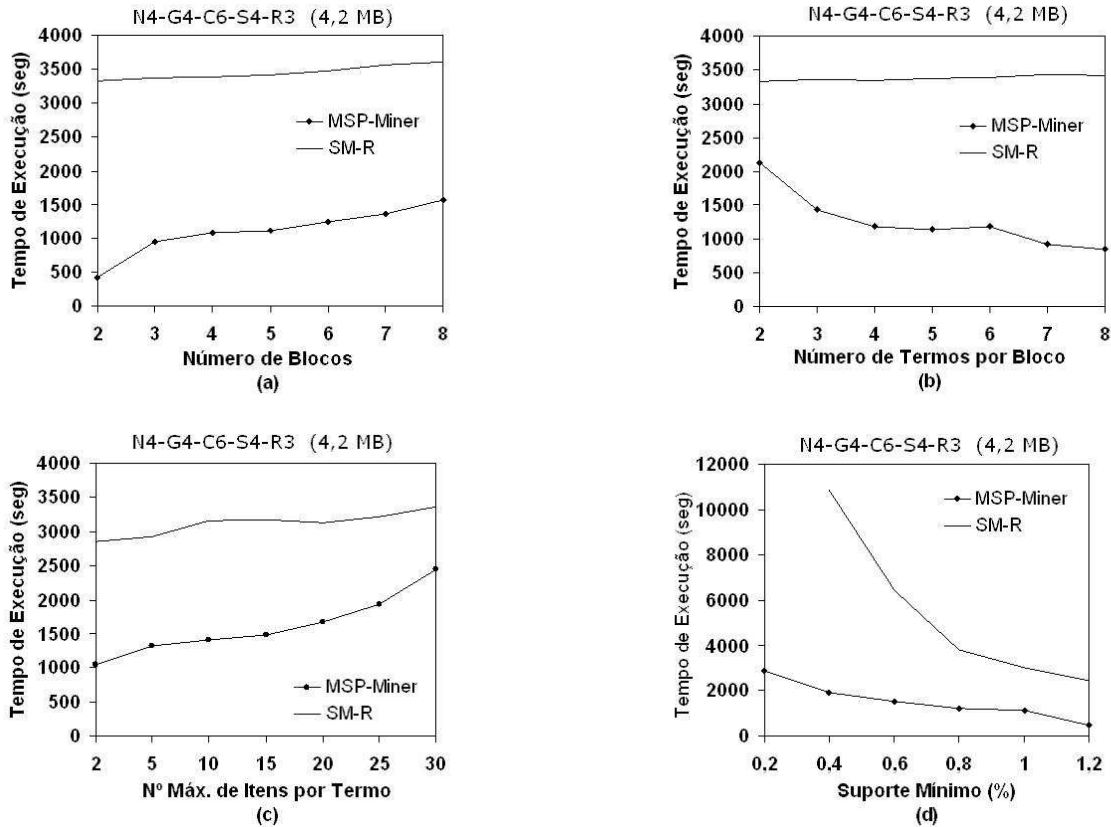 N4-G4-C6-S4-R3 (4,2 MB)
Tempo de Execução (seg)
4000
3500
3000
2500
2000
1500
1000
500
0
MSP-Miner
SM-R
2 3 4 5 6 7 8
Número de Blocos
(a)
N4-G4-C6-S4-R3 (4,2 MB)
Tempo de Execução (seg)
4000
3500
3000
2500
2000
1500
1000
500
0
MSP-Miner
SM-R
2 3 4 5 6 7 8
Número de Termos por Bloco
(b)
N4-G4-C6-S4-R3 (4,2 MB)
Tempo de Execução (seg)
4000
3500
3000
2500
2000
1500
1000
500
0
MSP-Miner
SM-R
2 5 10 15 20 25 30
Nº Máx. de Itens por Termo
(c)
N4-G4-C6-S4-R3 (4,2 MB)
Tempo de Execução (seg)
12000
10000
8000
6000
4000
2000
0
MSP-Miner
SM-R
0,2 0,4 0,6 0,8 1 1,2
Suporte Mínimo (%)
(d)